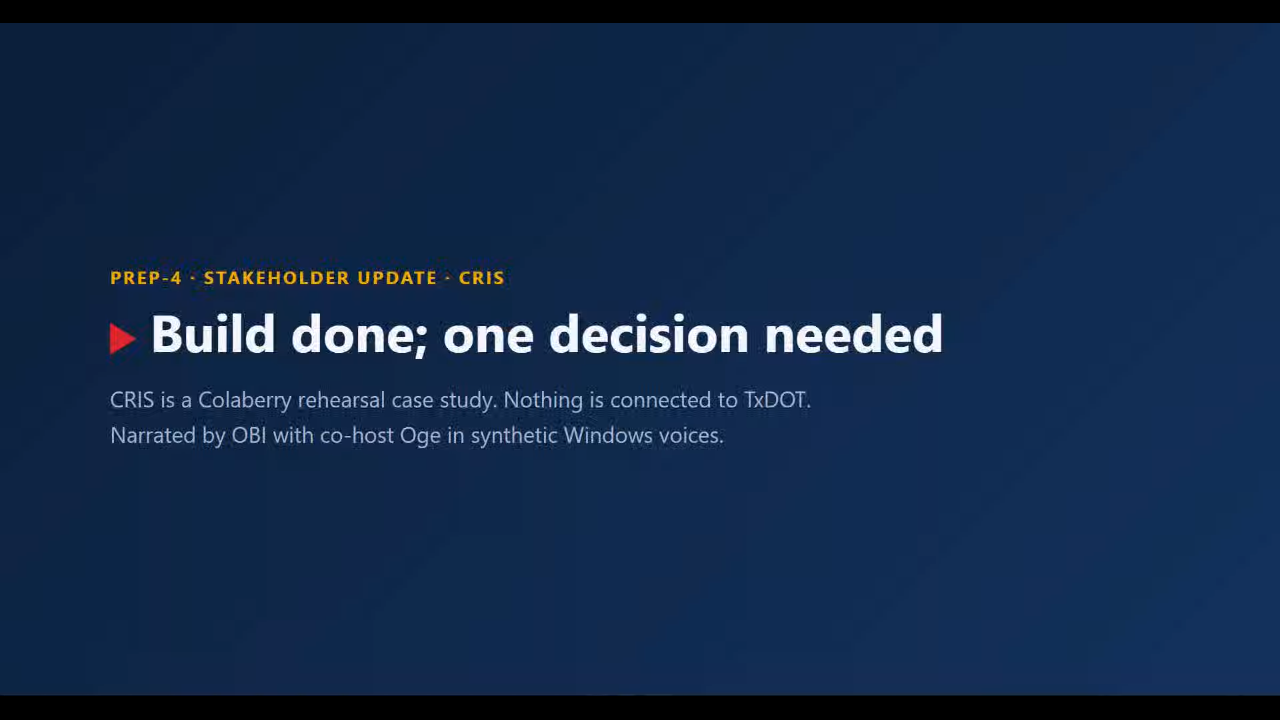 PREP-4 · STAKEHOLDER UPDATE · CRIS
Build done; one decision needed
CRIS is a Colaberry rehearsal case study. Nothing is connected to TxDOT.
Narrated by OBI with co-host Oge in synthetic Windows voices.